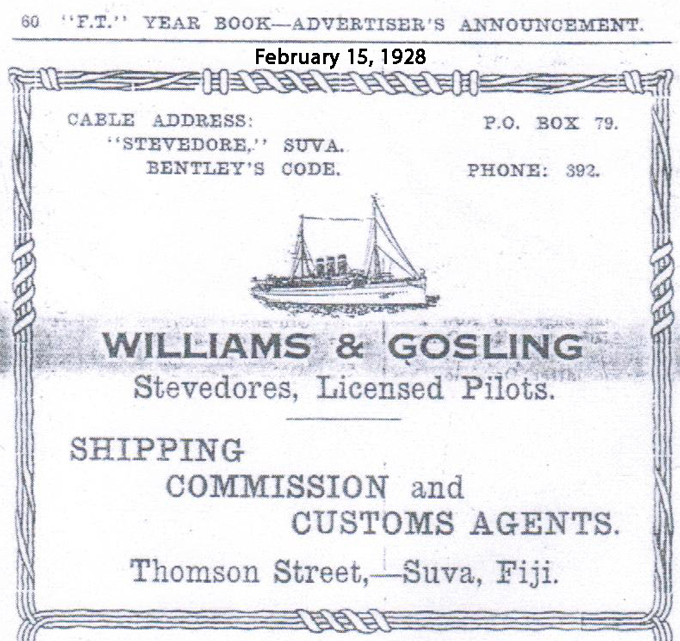 60 "F.T." YEAR BOOK—ADVERTISER'S ANNOUNCEMENT.
February 15, 1928
CABLE ADDRESS:
"STEVEDORE," SUVA.
BENTLEY'S CODE.
P.O. BOX 79.
PHONE: 392.
WILLIAMS & GOSLING
Stevedores, Licensed Pilots.
SHIPPING
COMMISSION and
CUSTOMS AGENTS.
Thomson Street,—Suva, Fiji.